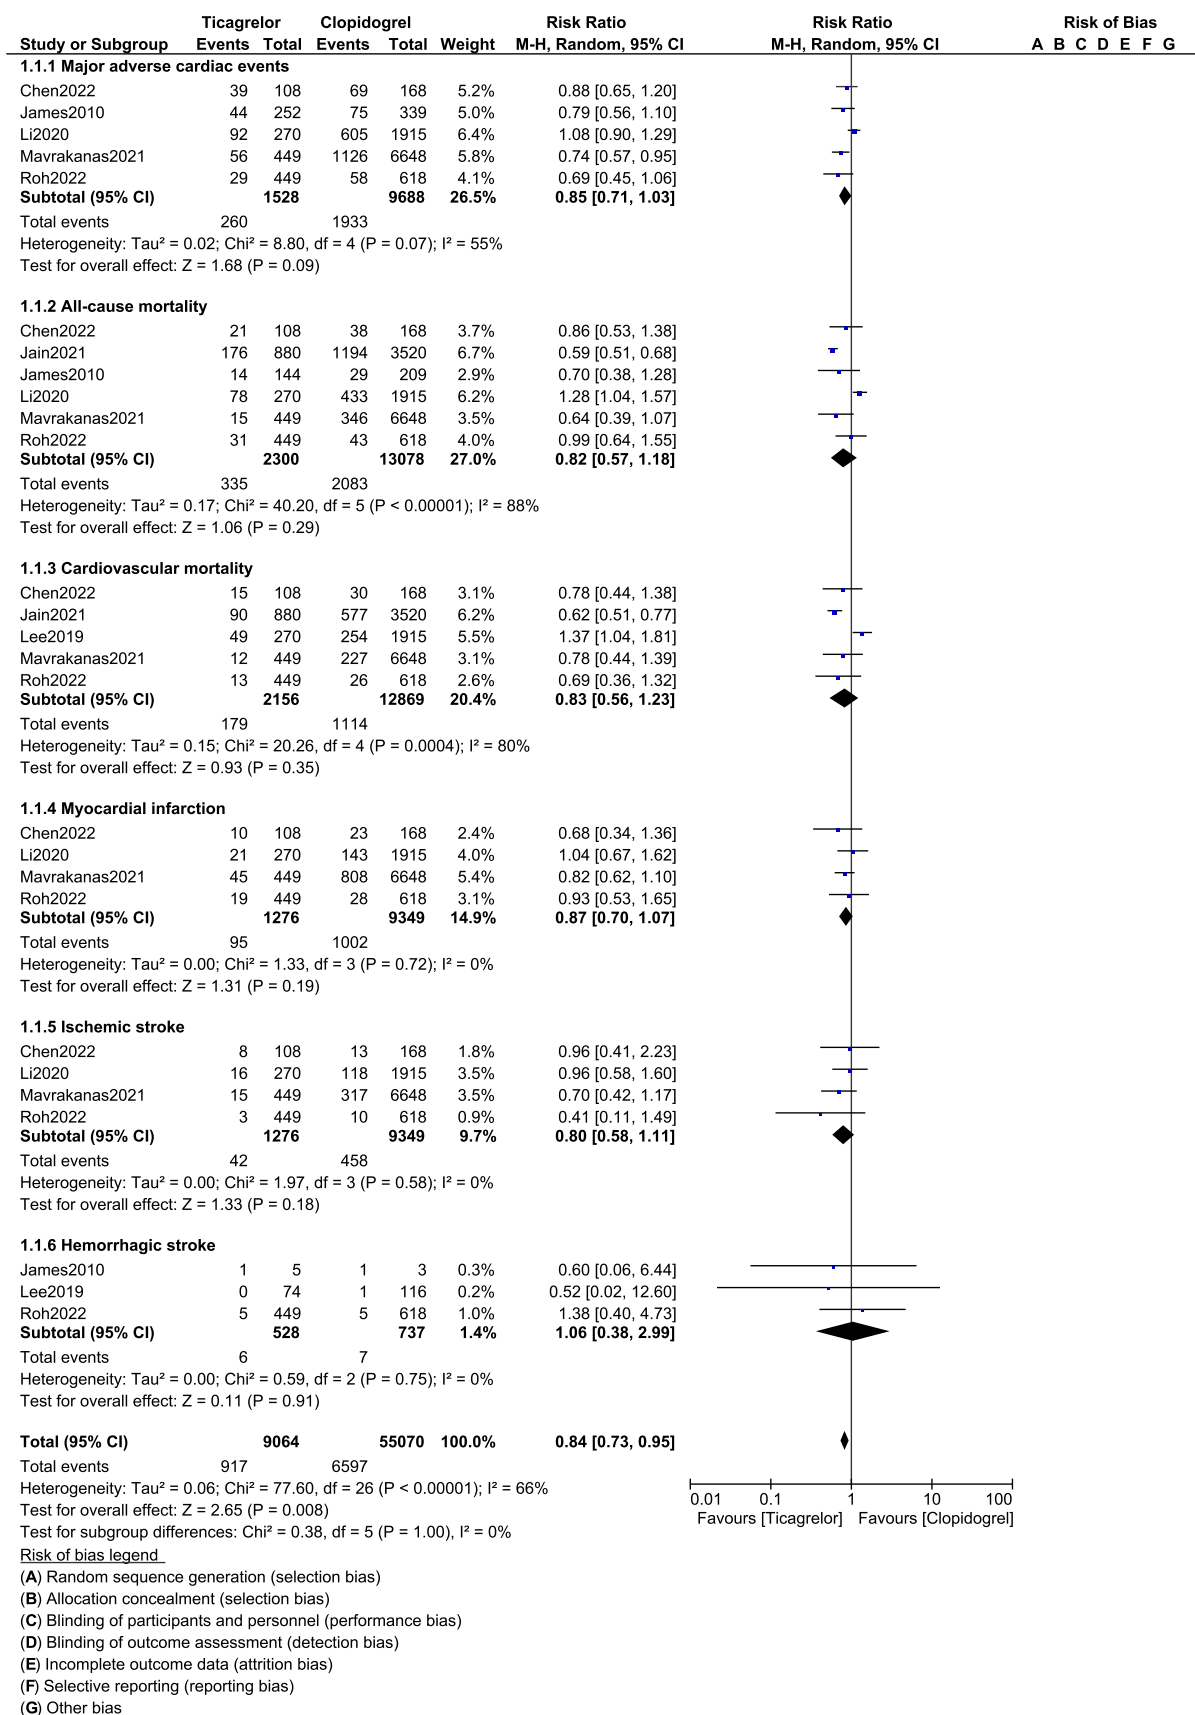 Ticagrelor Clopidogrel Risk Ratio Risk Ratio Risk of Bias
Study or Subgroup Events Total Events Total Weight M-H, Random, 95% CI M-H, Random, 95% CI A B C D E F G
1.1.1 Major adverse cardiac events
Chen2022 39 108 69 168 5.2% 0.88 [0.65, 1.20]
James2010 44 252 75 339 5.0% 0.79 [0.56, 1.10]
Li2020 92 270 605 1915 6.4% 1.08 [0.90, 1.29]
Mavrakanas2021 56 449 1126 6648 5.8% 0.74 [0.57, 0.95]
Roh2022 29 449 58 618 4.1% 0.69 [0.45, 1.06]
Subtotal (95% CI) 1528 9688 26.5% 0.85 [0.71, 1.03]
Total events 260 1933
Heterogeneity: Tau² = 0.02; Chi² = 8.80, df = 4 (P = 0.07); I² = 55%
Test for overall effect: Z = 1.68 (P = 0.09)
1.1.2 All-cause mortality
Chen2022 21 108 38 168 3.7% 0.86 [0.53, 1.38]
Jain2021 176 880 1194 3520 6.7% 0.59 [0.51, 0.68]
James2010 14 144 29 209 2.9% 0.70 [0.38, 1.28]
Li2020 78 270 433 1915 6.2% 1.28 [1.04, 1.57]
Mavrakanas2021 15 449 346 6648 3.5% 0.64 [0.39, 1.07]
Roh2022 31 449 43 618 4.0% 0.99 [0.64, 1.55]
Subtotal (95% CI) 2300 13078 27.0% 0.82 [0.57, 1.18]
Total events 335 2083
Heterogeneity: Tau² = 0.17; Chi² = 40.20, df = 5 (P < 0.00001); I² = 88%
Test for overall effect: Z = 1.06 (P = 0.29)
1.1.3 Cardiovascular mortality
Chen2022 15 108 30 168 3.1% 0.78 [0.44, 1.38]
Jain2021 90 880 577 3520 6.2% 0.62 [0.51, 0.77]
Lee2019 49 270 254 1915 5.5% 1.37 [1.04, 1.81]
Mavrakanas2021 12 449 227 6648 3.1% 0.78 [0.44, 1.39]
Roh2022 13 449 26 618 2.6% 0.69 [0.36, 1.32]
Subtotal (95% CI) 2156 12869 20.4% 0.83 [0.56, 1.23]
Total events 179 1114
Heterogeneity: Tau² = 0.15; Chi² = 20.26, df = 4 (P = 0.0004); I² = 80%
Test for overall effect: Z = 0.93 (P = 0.35)
1.1.4 Myocardial infarction
Chen2022 10 108 23 168 2.4% 0.68 [0.34, 1.36]
Li2020 21 270 143 1915 4.0% 1.04 [0.67, 1.62]
Mavrakanas2021 45 449 808 6648 5.4% 0.82 [0.62, 1.10]
Roh2022 19 449 28 618 3.1% 0.93 [0.53, 1.65]
Subtotal (95% CI) 1276 9349 14.9% 0.87 [0.70, 1.07]
Total events 95 1002
Heterogeneity: Tau² = 0.00; Chi² = 1.33, df = 3 (P = 0.72); I² = 0%
Test for overall effect: Z = 1.31 (P = 0.19)
1.1.5 Ischemic stroke
Chen2022 8 108 13 168 1.8% 0.96 [0.41, 2.23]
Li2020 16 270 118 1915 3.5% 0.96 [0.58, 1.60]
Mavrakanas2021 15 449 317 6648 3.5% 0.70 [0.42, 1.17]
Roh2022 3 449 10 618 0.9% 0.41 [0.11, 1.49]
Subtotal (95% CI) 1276 9349 9.7% 0.80 [0.58, 1.11]
Total events 42 458
Heterogeneity: Tau² = 0.00; Chi² = 1.97, df = 3 (P = 0.58); I² = 0%
Test for overall effect: Z = 1.33 (P = 0.18)
1.1.6 Hemorrhagic stroke
James2010 1 5 1 3 0.3% 0.60 [0.06, 6.44]
Lee2019 0 74 1 116 0.2% 0.52 [0.02, 12.60]
Roh2022 5 449 5 618 1.0% 1.38 [0.40, 4.73]
Subtotal (95% CI) 528 737 1.4% 1.06 [0.38, 2.99]
Total events 6 7
Heterogeneity: Tau² = 0.00; Chi² = 0.59, df = 2 (P = 0.75); I² = 0%
Test for overall effect: Z = 0.11 (P = 0.91)
Total (95% CI) 9064 55070 100.0% 0.84 [0.73, 0.95]
Total events 917 6597
Heterogeneity: Tau² = 0.06; Chi² = 77.60, df = 26 (P < 0.00001); I² = 66%
Test for overall effect: Z = 2.65 (P = 0.008)
Test for subgroup differences: Chi² = 0.38, df = 5 (P = 1.00), I² = 0%
0.01 0.1 1 10 100
Favours [Ticagrelor] Favours [Clopidogrel]
Risk of bias legend
(A) Random sequence generation (selection bias)
(B) Allocation concealment (selection bias)
(C) Blinding of participants and personnel (performance bias)
(D) Blinding of outcome assessment (detection bias)
(E) Incomplete outcome data (attrition bias)
(F) Selective reporting (reporting bias)
(G) Other bias